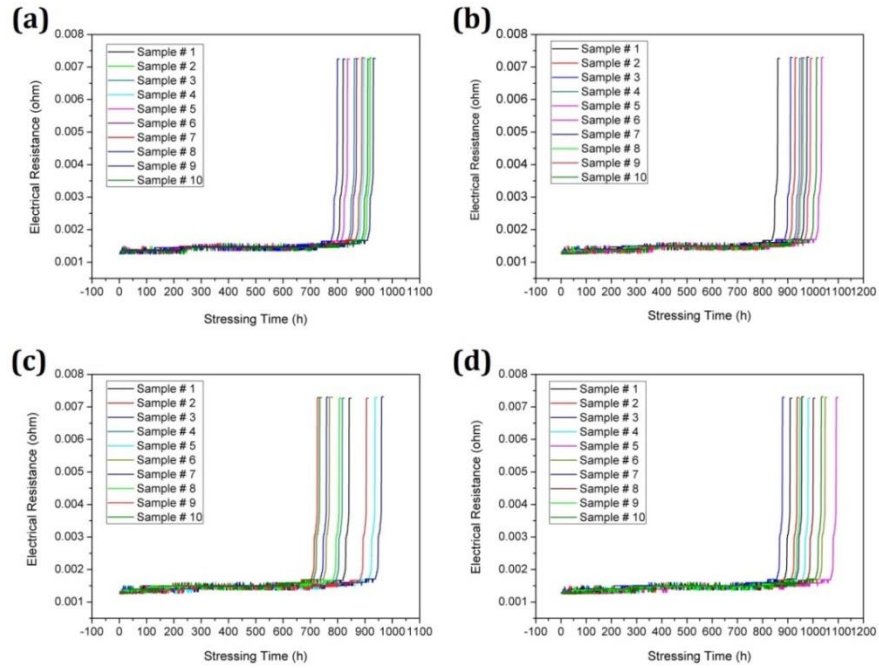 (a)
0.008
0.007
0.006
0.005
0.004
0.003
0.002
0.001
Electrical Resistance (ohm)
Sample # 1
Sample # 2
Sample # 3
Sample # 4
Sample # 5
Sample # 6
Sample # 7
Sample # 8
Sample # 9
Sample # 10
-100 0 100 200 300 400 500 600 700 800 900 1000 1100
Stressing Time (h)
(b)
0.008
0.007
0.006
0.005
0.004
0.003
0.002
0.001
Electrical Resistance (ohm)
Sample # 1
Sample # 2
Sample # 3
Sample # 4
Sample # 5
Sample # 6
Sample # 7
Sample # 8
Sample # 9
Sample # 10
-100 0 100 200 300 400 500 600 700 800 900 1000 1100 1200
Stressing Time (h)
(c)
0.008
0.007
0.006
0.005
0.004
0.003
0.002
0.001
Electrical Resistance (ohm)
Sample # 1
Sample # 2
Sample # 3
Sample # 4
Sample # 5
Sample # 6
Sample # 7
Sample # 8
Sample # 9
Sample # 10
-100 0 100 200 300 400 500 600 700 800 900 1000 1100
Stressing Time (h)
(d)
0.008
0.007
0.006
0.005
0.004
0.003
0.002
0.001
Electrical Resistance (ohm)
Sample # 1
Sample # 2
Sample # 3
Sample # 4
Sample # 5
Sample # 6
Sample # 7
Sample # 8
Sample # 9
Sample # 10
-100 0 100 200 300 400 500 600 700 800 900 1000 1100 1200
Stressing Time (h)